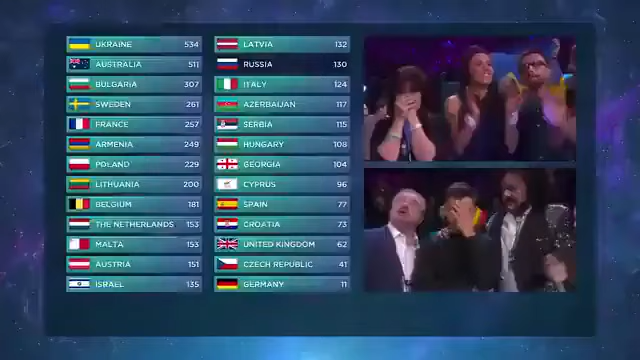 UKRAINE 534
AUSTRALIA 511
BULGARIA 307
SWEDEN 261
FRANCE 257
ARMENIA 249
POLAND 229
LITHUANIA 200
BELGIUM 181
THE NETHERLANDS 153
MALTA 153
AUSTRIA 151
ISRAEL 135
LATVIA 132
RUSSIA 130
ITALY 124
AZERBAIJAN 117
SERBIA 115
HUNGARY 108
GEORGIA 104
CYPRUS 96
SPAIN 77
CROATIA 73
UNITED KINGDOM 62
CZECH REPUBLIC 41
GERMANY 11